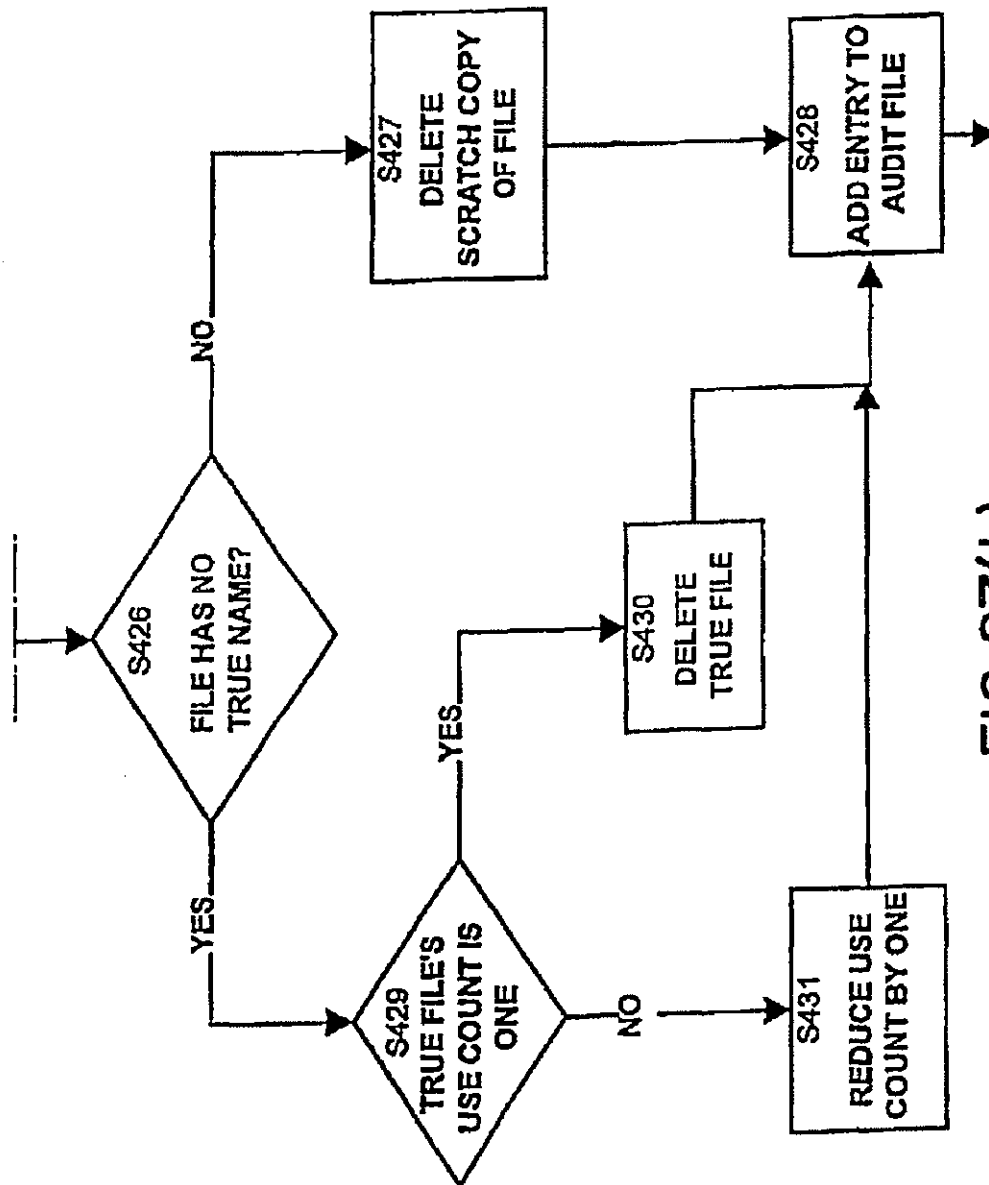 S426
FILE HAS NO
TRUE NAME?
YES
NO
S427
DELETE
SCRATCH COPY
OF FILE
S429
TRUE FILE'S
USE COUNT IS
ONE
YES
NO
S430
DELETE
TRUE FILE
S431
REDUCE USE
COUNT BY ONE
S428
ADD ENTRY TO
AUDIT FILE